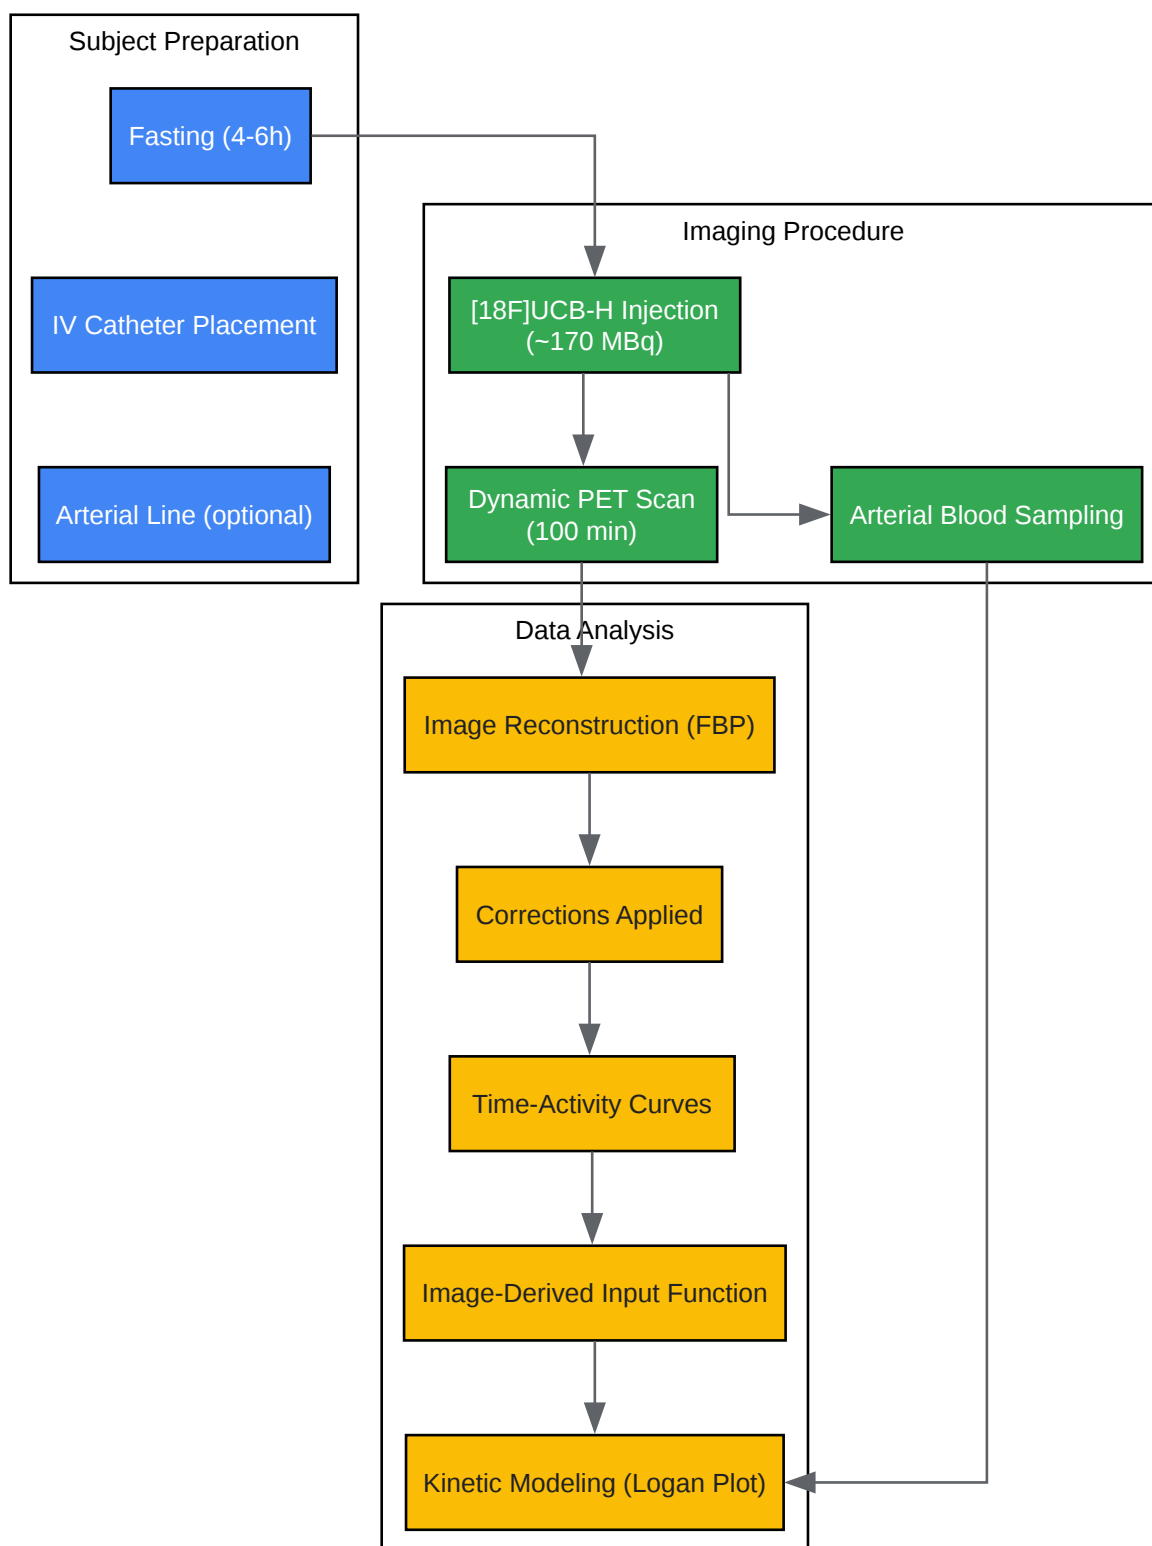 Subject Preparation
Fasting (4-6h)
IV Catheter Placement
Arterial Line (optional)
Imaging Procedure
[18F]UCB-H Injection
(~170 MBq)
Dynamic PET Scan
(100 min)
Arterial Blood Sampling
Data Analysis
Image Reconstruction (FBP)
Corrections Applied
Time-Activity Curves
Image-Derived Input Function
Kinetic Modeling (Logan Plot)